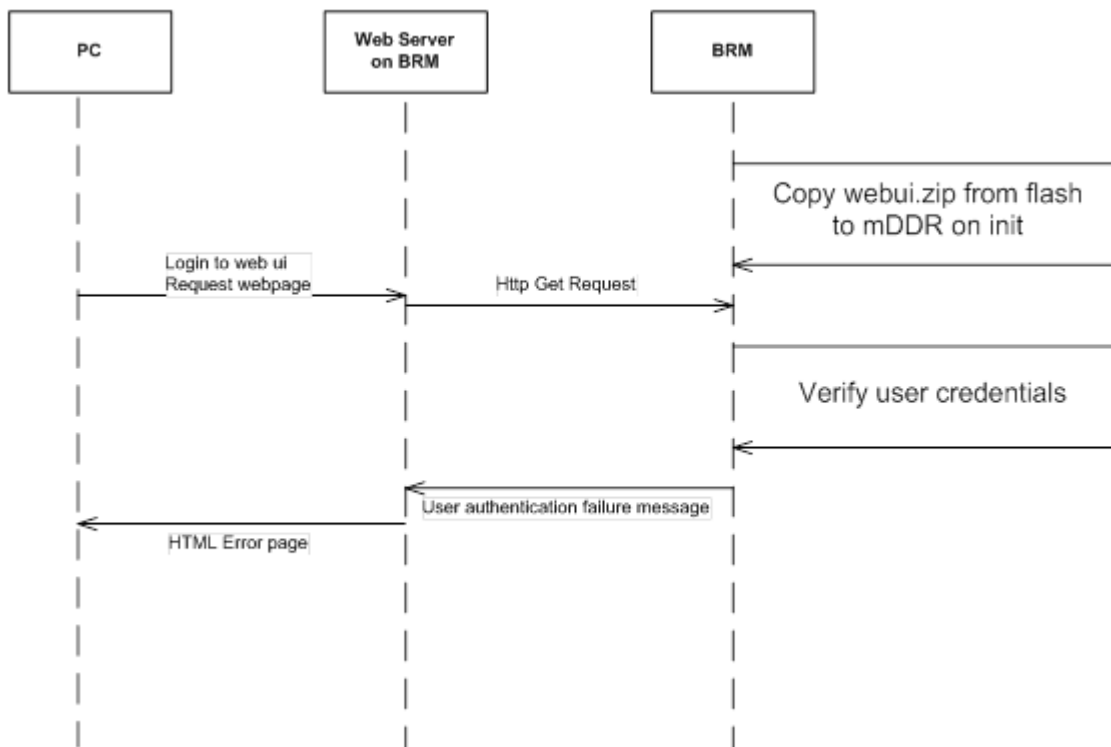 PC
Web Server
on BRM
BRM
Copy webui.zip from flash
to mDDR on init
Login to web ui
Request webpage
Http Get Request
Verify user credentials
User authentication failure message
HTML Error page